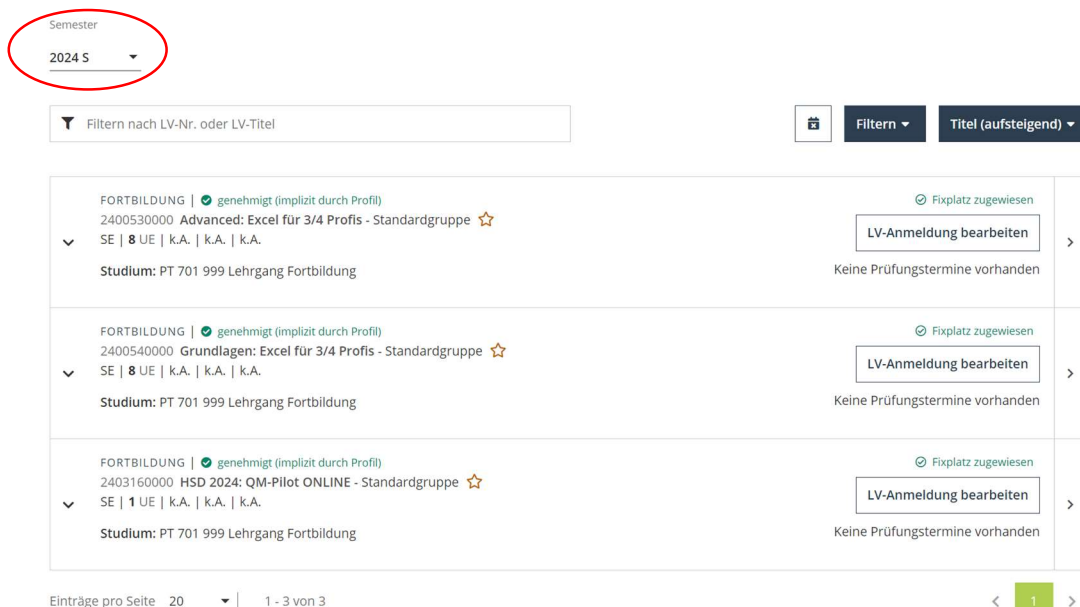 Semester
2024 S
Filtern nach LV-Nr. oder LV-Titel
Filtern
Titel (aufsteigend)
FORTBILDUNG | genehmigt (implizit durch Profil)
2400530000 Advanced: Excel für 3/4 Profis - Standardgruppe
SE | 8 UE | k.A. | k.A. | k.A.
Studium: PT 701 999 Lehrgang Fortbildung
Fixplatz zugewiesen
LV-Anmeldung bearbeiten
Keine Prüfungstermine vorhanden
FORTBILDUNG | genehmigt (implizit durch Profil)
2400540000 Grundlagen: Excel für 3/4 Profis - Standardgruppe
SE | 8 UE | k.A. | k.A. | k.A.
Studium: PT 701 999 Lehrgang Fortbildung
Fixplatz zugewiesen
LV-Anmeldung bearbeiten
Keine Prüfungstermine vorhanden
FORTBILDUNG | genehmigt (implizit durch Profil)
2403160000 HSD 2024: QM-Pilot ONLINE - Standardgruppe
SE | 1 UE | k.A. | k.A. | k.A.
Studium: PT 701 999 Lehrgang Fortbildung
Fixplatz zugewiesen
LV-Anmeldung bearbeiten
Keine Prüfungstermine vorhanden
Einträge pro Seite 20 | 1 - 3 von 3
1